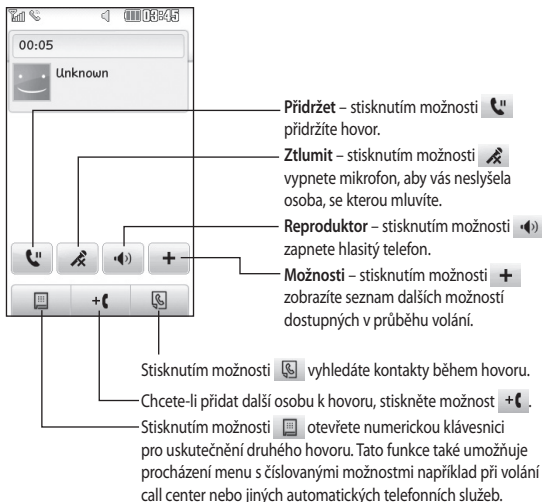 03:45
00:05
Unknown
Přidržet – stisknutím možnosti
přidržíte hovor.
Ztlumit – stisknutím možnosti
vypnete mikrofon, aby vás neslyšela
osoba, se kterou mluvíte.
Reproduktor – stisknutím možnosti
zapnete hlasitý telefon.
Možnosti – stisknutím možnosti
zobrazíte seznam dalších možností
dostupných v průběhu volání.
Stisknutím možnosti vyhledáte kontakty během hovoru.
Chcete-li přidat další osobu k hovoru, stiskněte možnost .
Stisknutím možnosti otevřete numerickou klávesnici
pro uskutečnění druhého hovoru. Tato funkce také umožňuje
procházení menu s číslovanými možnostmi například při volání
call center nebo jiných automatických telefonních služeb.